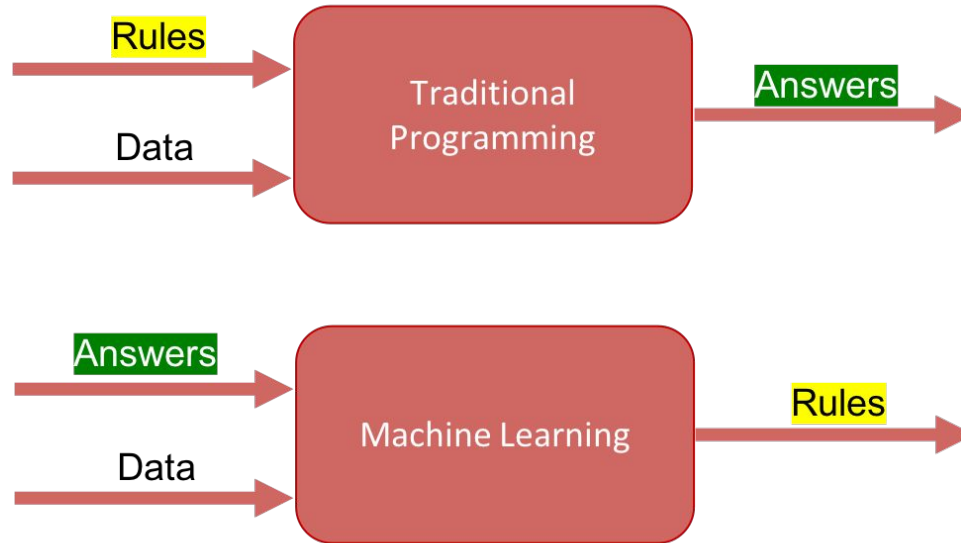 Rules
Data
Traditional
Programming
Answers
Answers
Data
Machine Learning
Rules